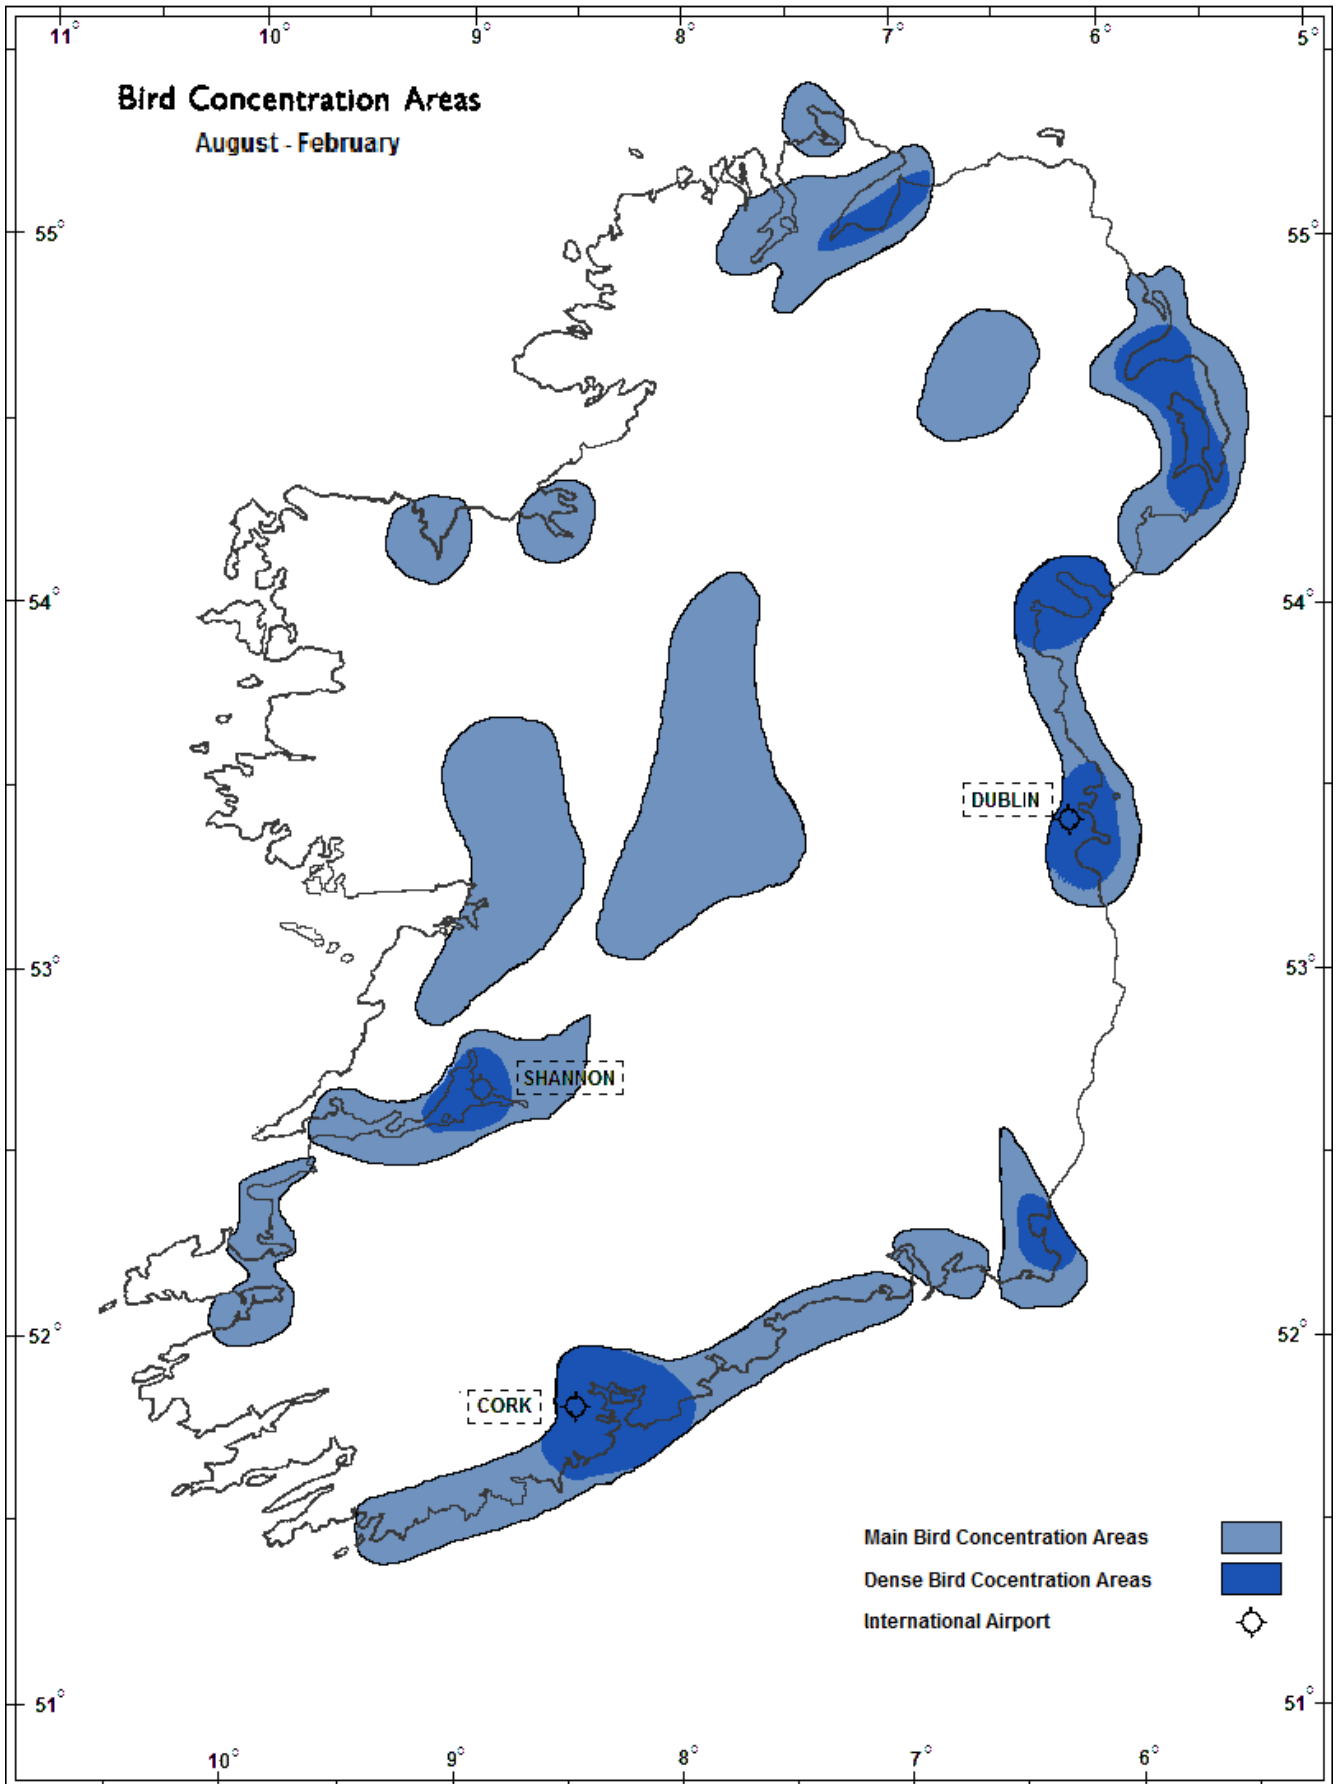 11° 10° 9° 8° 7° 6° 5°
Bird Concentration Areas
August - February
55° 55°
54° 54°
DUBLIN
53° 53°
SHANNON
52° 52°
CORK
Main Bird Concentration Areas
Dense Bird Cocentration Areas
International Airport
51° 51°
10° 9° 8° 7° 6°